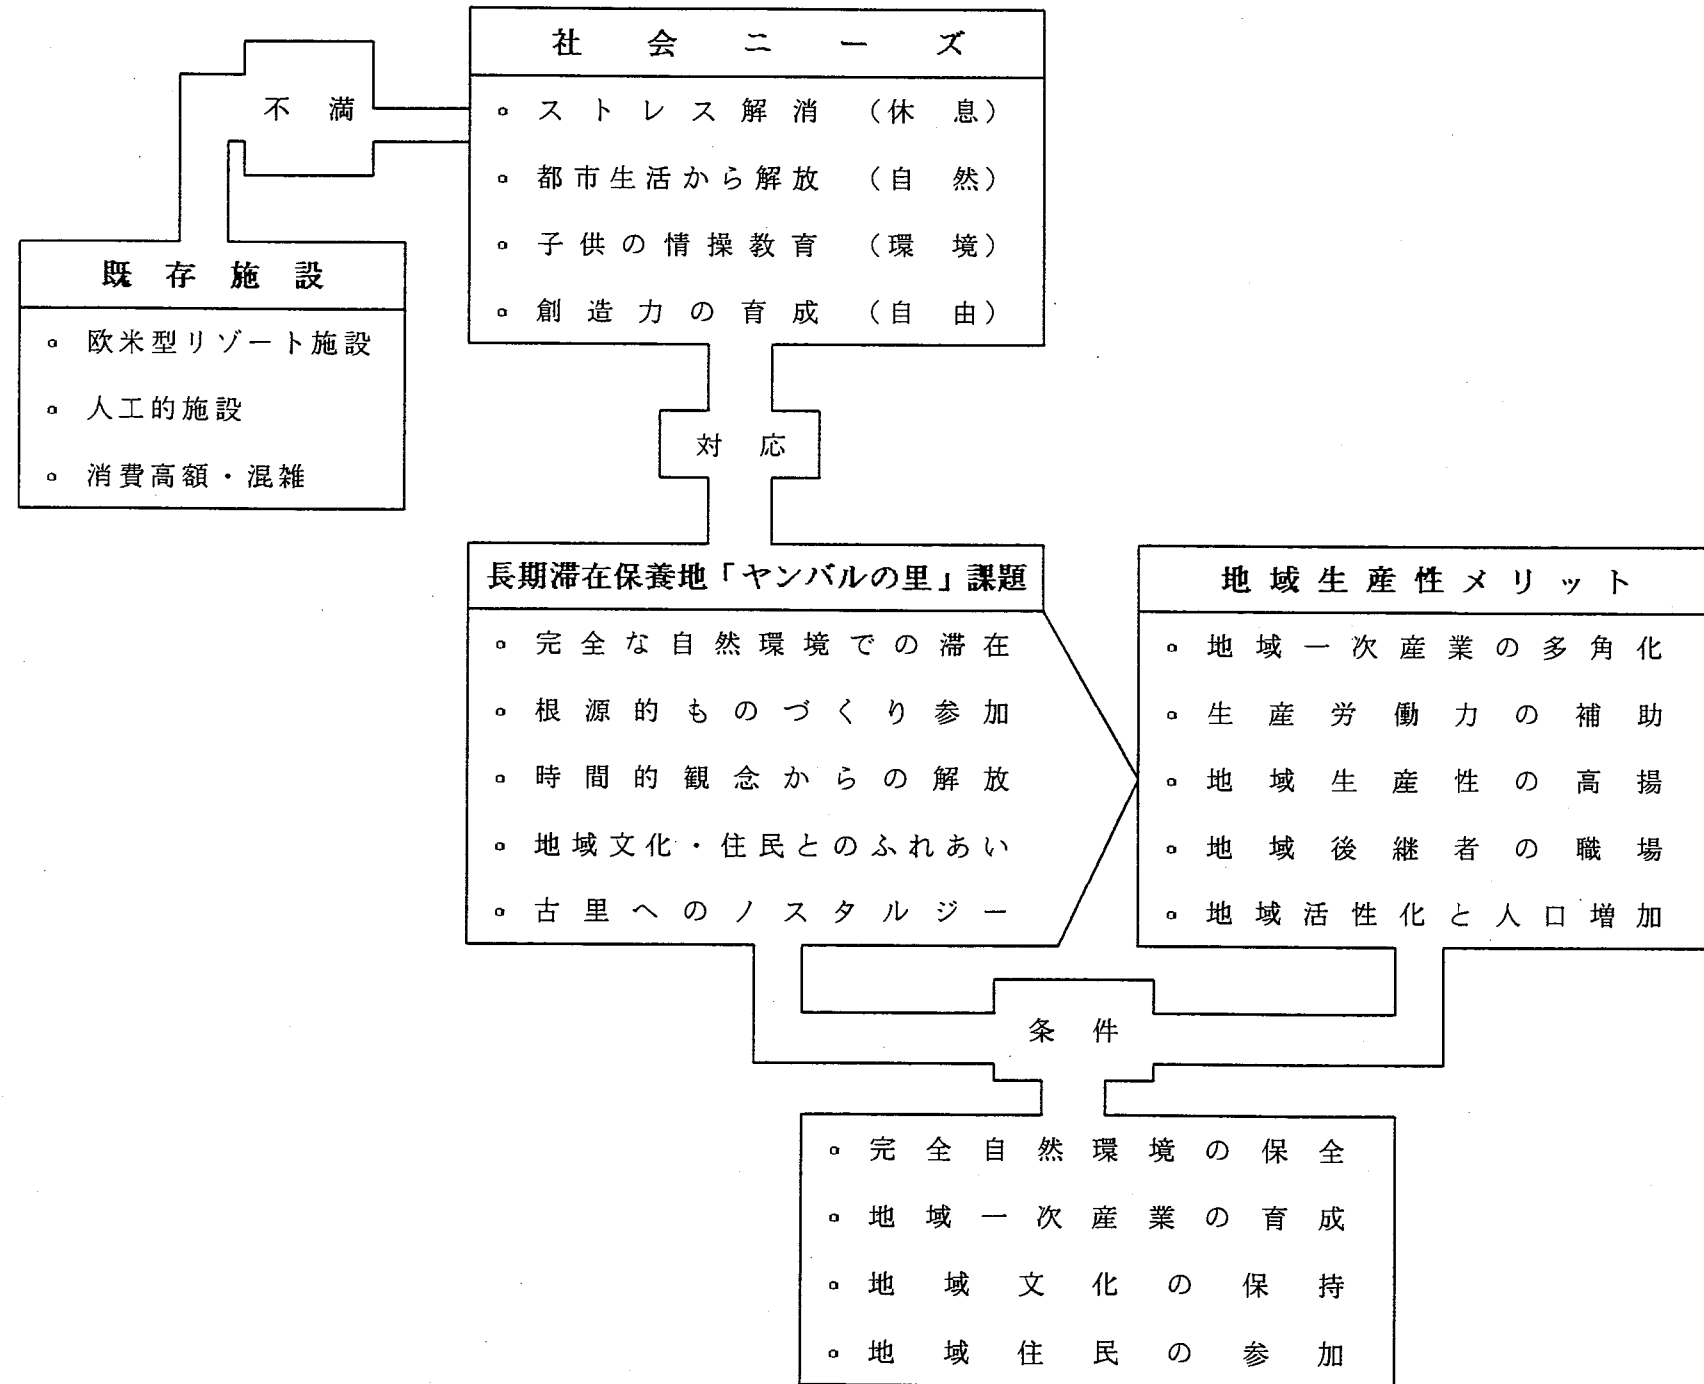 社会ニーズ
・ストレス解消（休息）
・都市生活から解放（自然）
・子供の情操教育（環境）
・創造力の育成（自由）
不満
既存施設
・欧米型リゾート施設
・人工的施設
・消費高額・混雑
対応
長期滞在保養地「ヤンバルの里」課題
・完全な自然環境での滞在
・根源的ものづくり参加
・時間的観念からの解放
・地域文化・住民とのふれあい
・古里へのノスタルジー
地域生産性メリット
・地域一次産業の多角化
・生産労働力の補助
・地域生産性の高揚
・地域後継者の職場
・地域活性化と人口増加
条件
・完全自然環境の保全
・地域一次産業の育成
・地域文化の保持
・地域住民の参加